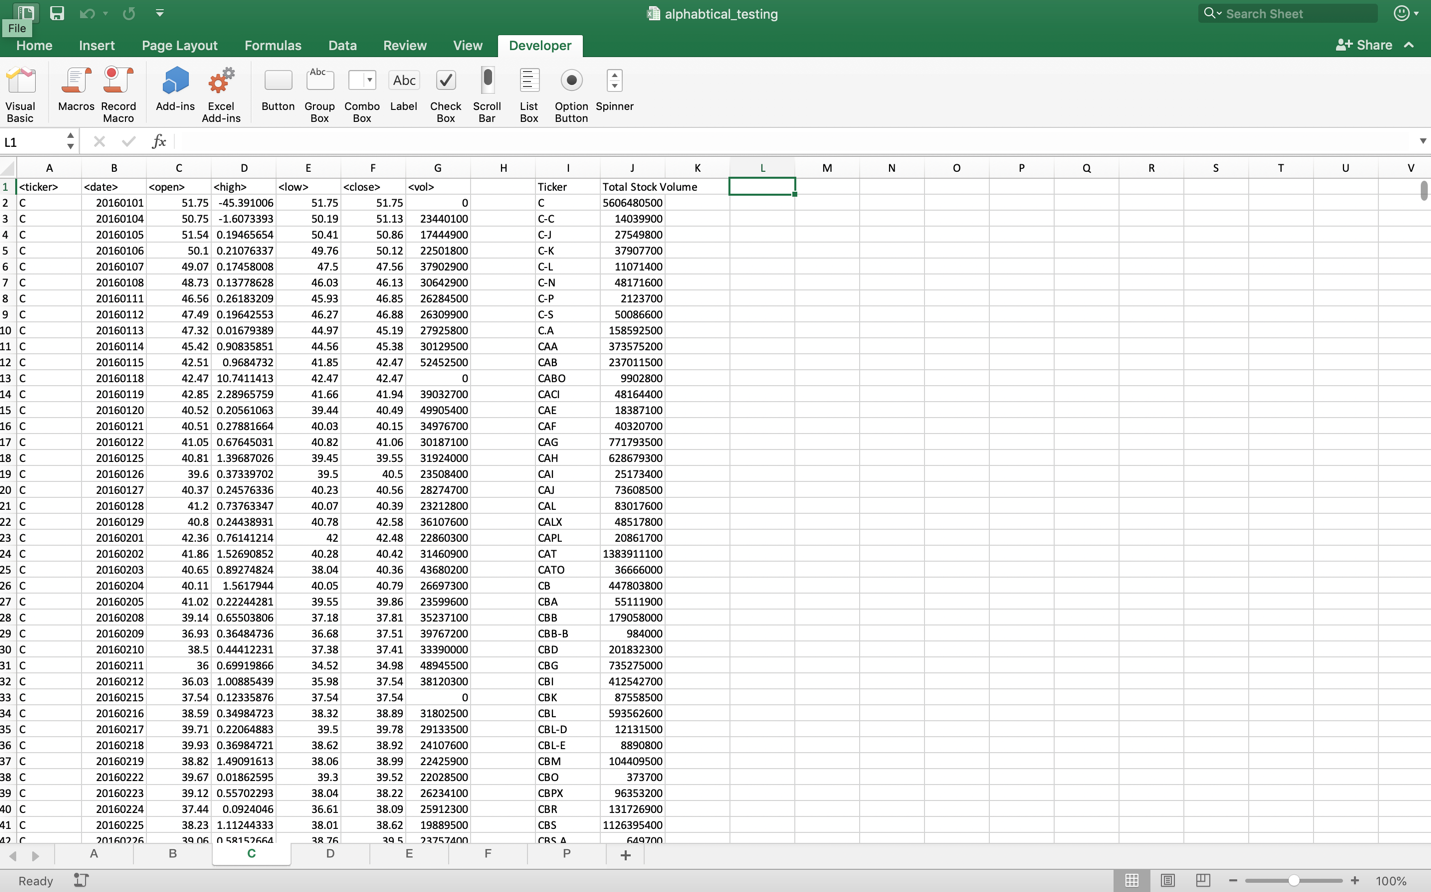 alphabtical_testing
Search Sheet
File
Home Insert Page Layout Formulas Data Review View Developer
Share
Abc
Abc
Visual Basic
Macros
Record Macro
Add-ins
Excel Add-ins
Button
Group Box
Combo Box
Label
Check Box
Scroll Bar
List Box
Option Button
Spinner
L1 fx
A B C D E F G H I J K L M N O P Q R S T U V
1 <ticker> <date> <open> <high> <low> <close> <vol> Ticker Total Stock Volume
2 C 20160101 51.75 -45.391006 51.75 51.75 0 C 5606480500
3 C 20160104 50.75 -1.6073393 50.19 51.13 23440100 C-C 14039900
4 C 20160105 51.54 0.19465654 50.41 50.86 17444900 C-J 27549800
5 C 20160106 50.1 0.21076337 49.76 50.12 22501800 C-K 37907700
6 C 20160107 49.07 0.17458008 47.5 47.56 37902900 C-L 11071400
7 C 20160108 48.73 0.13778628 46.03 46.13 30642900 C-N 48171600
8 C 20160111 46.56 0.26183209 45.93 46.85 26284500 C-P 2123700
9 C 20160112 47.49 0.19642553 46.27 46.88 26309900 C-S 50086600
10 C 20160113 47.32 0.01679389 44.97 45.19 27925800 C.A 158592500
11 C 20160114 45.42 0.90835851 44.56 45.38 30129500 CAA 373575200
12 C 20160115 42.51 0.9684732 41.85 42.47 52452500 CAB 237011500
13 C 20160118 42.47 10.7411413 42.47 42.47 0 CABO 9902800
14 C 20160119 42.85 2.28965759 41.66 41.94 39032700 CACI 48164400
15 C 20160120 40.52 0.20561063 39.44 40.49 49905400 CAE 18387100
16 C 20160121 40.51 0.27881664 40.03 40.15 34976700 CAF 40320700
17 C 20160122 41.05 0.67645031 40.82 41.06 30187100 CAG 771793500
18 C 20160125 40.81 1.39687026 39.45 39.55 31924000 CAH 628679300
19 C 20160126 39.6 0.37339702 39.5 40.5 23508400 CAI 25173400
20 C 20160127 40.37 0.24576336 40.23 40.56 28274700 CAJ 73608500
21 C 20160128 41.2 0.73763347 40.07 40.39 23212800 CAL 83017600
22 C 20160129 40.8 0.24438931 40.78 42.58 36107600 CALX 48517800
23 C 20160201 42.36 0.76141214 42 42.48 22860300 CAPL 20861700
24 C 20160202 41.86 1.52690852 40.28 40.42 31460900 CAT 1383911100
25 C 20160203 40.65 0.89274824 38.04 40.36 43680200 CATO 36666000
26 C 20160204 40.11 1.5617944 40.05 40.79 26697300 CB 447803800
27 C 20160205 41.02 0.22244281 39.55 39.86 23599600 CBA 55111900
28 C 20160208 39.14 0.65503806 37.18 37.81 35237100 CBB 179058000
29 C 20160209 36.93 0.36484736 36.68 37.51 39767200 CBB-B 984000
30 C 20160210 38.5 0.44412231 37.38 37.41 33390000 CBD 201832300
31 C 20160211 36 0.69919866 34.52 34.98 48945500 CBG 735275000
32 C 20160212 36.03 1.00885439 35.98 37.54 38120300 CBI 412542700
33 C 20160215 37.54 0.12335876 37.54 37.54 0 CBK 87558500
34 C 20160216 38.59 0.34984723 38.32 38.89 31802500 CBL 593562600
35 C 20160217 39.71 0.22064883 39.5 39.78 29133500 CBL-D 12131500
36 C 20160218 39.93 0.36984721 38.62 38.92 24107600 CBL-E 8890800
37 C 20160219 38.82 1.49091613 38.06 38.99 22425900 CBM 104409500
38 C 20160222 39.67 0.01862595 39.3 39.52 22028500 CBO 373700
39 C 20160223 39.12 0.55702293 38.04 38.22 26234100 CBPX 96353200
40 C 20160224 37.44 0.0924046 36.61 38.09 25912300 CBR 131726900
41 C 20160225 38.23 1.11244333 38.01 38.62 19889500 CBS 1126395400
42 C 20160226 39.06 0.58152664 38.76 39.5 23757400 CBS.A 649700
A B C D E F P
Ready 100%